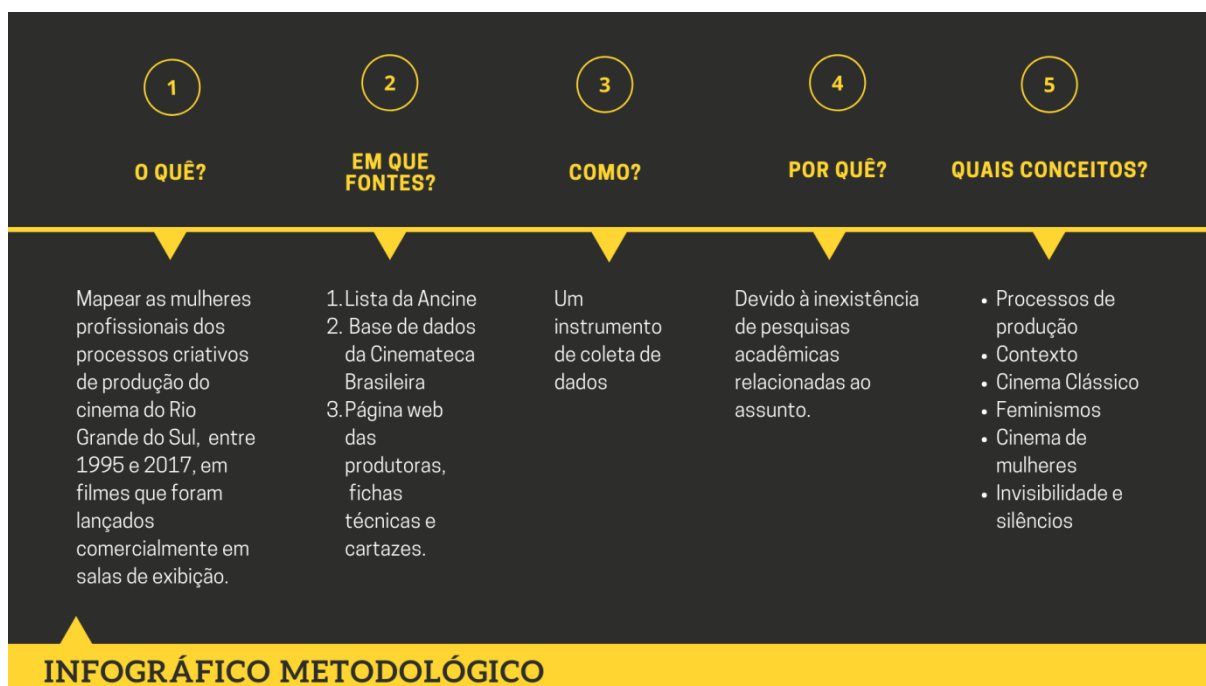 1
O QUÊ?
Mapear as mulheres
profissionais dos
processos criativos
de produção do
cinema do Rio
Grande do Sul, entre
1995 e 2017, em
filmes que foram
lançados
comercialmente em
salas de exibição.
2
EM QUE
FONTES?
1. Lista da Ancine
2. Base de dados
da Cinemateca
Brasileira
3. Página web
das
produtoras,
fichas
técnicas e
cartazes.
3
COMO?
Um
instrumento
de coleta de
dados
4
POR QUÊ?
Devido à inexistência
de pesquisas
acadêmicas
relacionadas ao
assunto.
5
QUAIS CONCEITOS?
• Processos de
produção
• Contexto
• Cinema Clássico
• Feminismos
• Cinema de
mulheres
• Invisibilidade e
silêncios
INFOGRÁFICO METODOLÓGICO